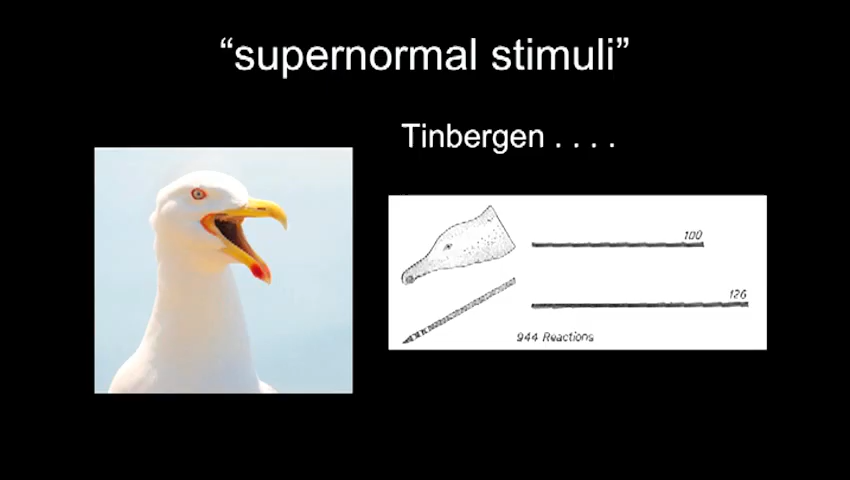 “supernormal stimuli”
Tinbergen . . . .
100
126
944 Reactions